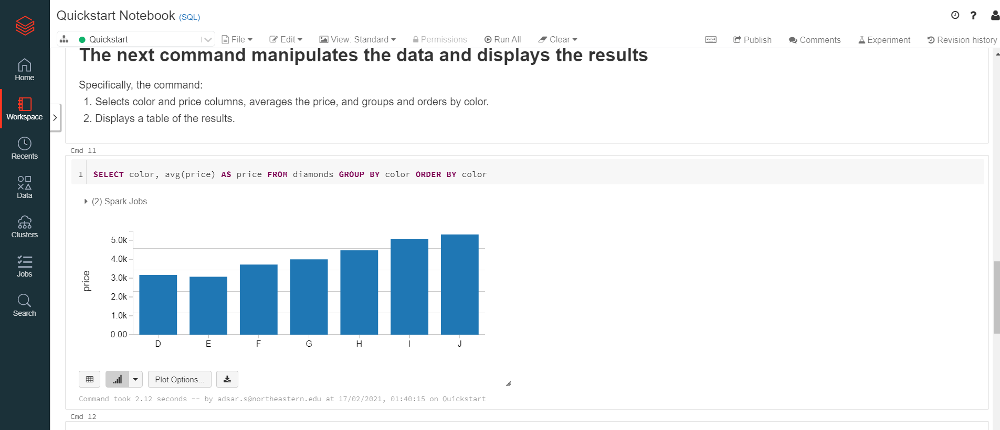 Quickstart Notebook (SQL)
Quickstart File Edit View: Standard Permissions Run All Clear Publish Comments Experiment Revision history
Home
Workspace
Recents
Data
Clusters
Jobs
Search
The next command manipulates the data and displays the results
Specifically, the command:
1. Selects color and price columns, averages the price, and groups and orders by color.
2. Displays a table of the results.
Cmd 11
1 SELECT color, avg(price) AS price FROM diamonds GROUP BY color ORDER BY color
(2) Spark Jobs
price
5.0k
4.0k
3.0k
2.0k
1.0k
0.00
D E F G H I J
Plot Options...
Command took 2.12 seconds -- by adsar.s@northeastern.edu at 17/02/2021, 01:40:15 on Quickstart
Cmd 12